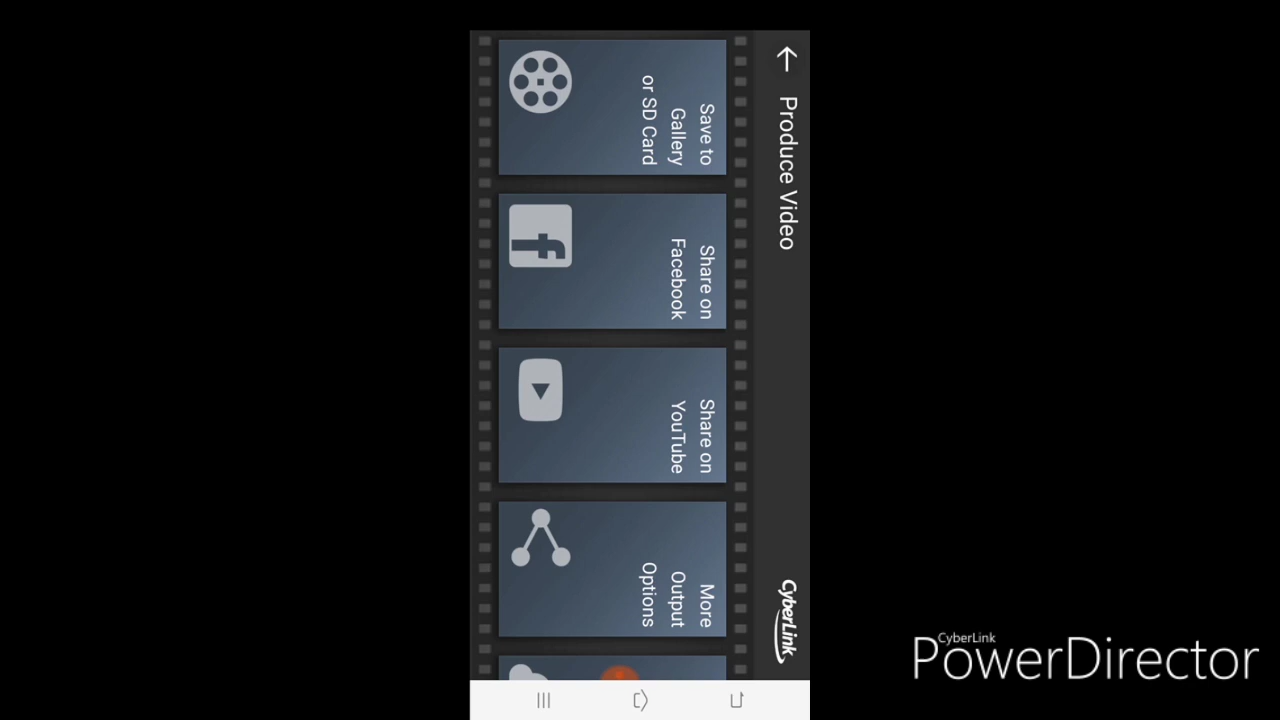 Produce Video
CyberLink
Save to
Gallery
or SD Card
Share on
Facebook
Share on
YouTube
More
Output
Options
CyberLink
PowerDirector